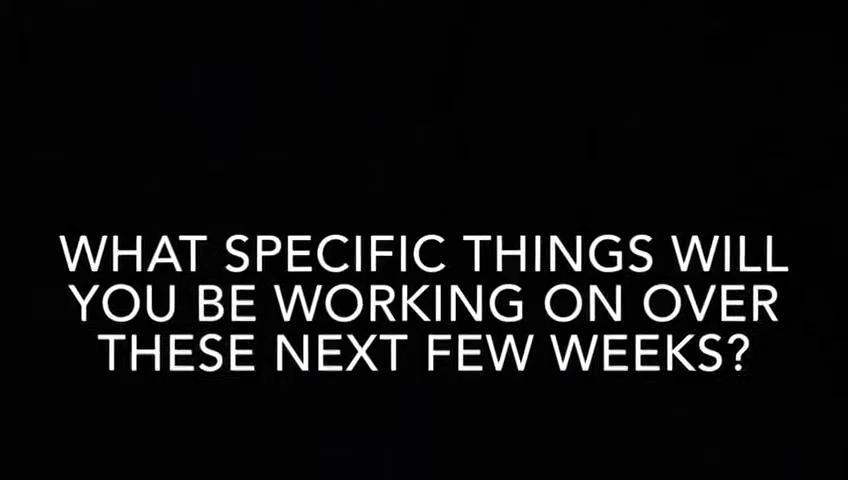 WHAT SPECIFIC THINGS WILL
YOU BE WORKING ON OVER
THESE NEXT FEW WEEKS?